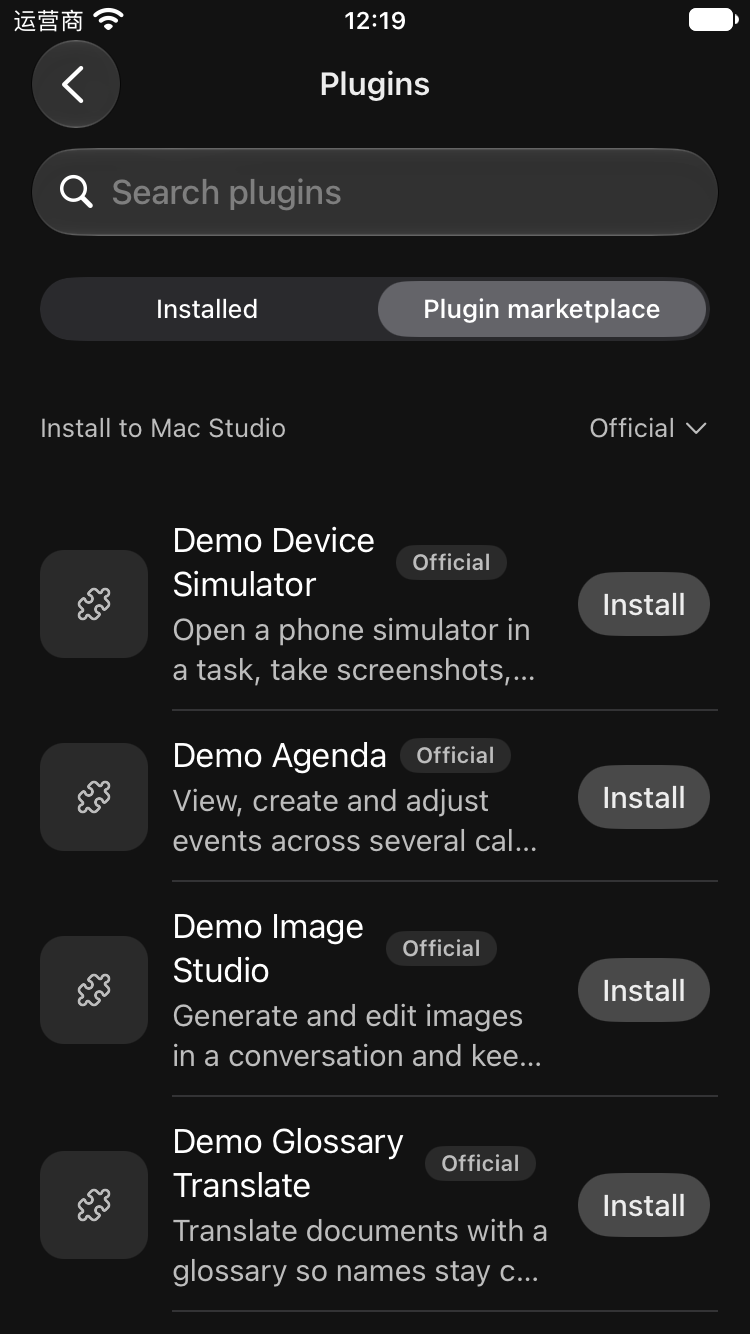 运营商
12:19
Plugins
Search plugins
Installed
Plugin marketplace
Install to Mac Studio
Official
Demo Device
Simulator
Official
Open a phone simulator in
a task, take screenshots,...
Install
Demo Agenda
Official
View, create and adjust
events across several cal...
Install
Demo Image
Studio
Official
Generate and edit images
in a conversation and kee...
Install
Demo Glossary
Translate
Official
Translate documents with a
glossary so names stay c...
Install